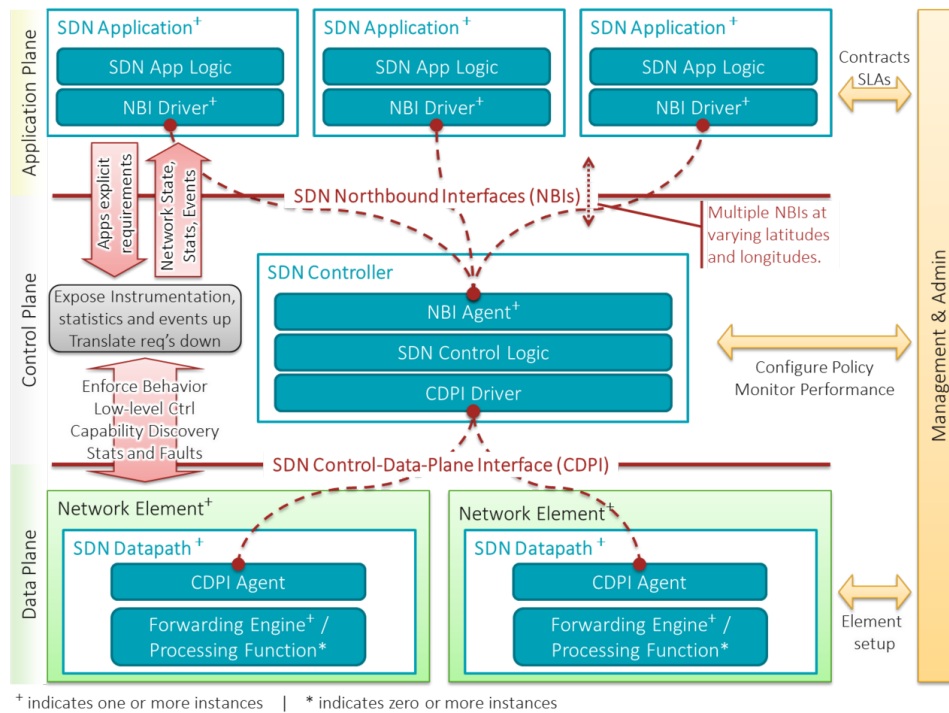 Application Plane
SDN Application+
SDN App Logic
NBI Driver+
SDN Application+
SDN App Logic
NBI Driver+
SDN Application+
SDN App Logic
NBI Driver+
Contracts
SLAs
Apps explicit
requirements
Network State,
Stats, Events
SDN Northbound Interfaces (NBIs)
Multiple NBIs at
varying latitudes
and longitudes.
Control Plane
Expose Instrumentation,
statistics and events up
Translate req's down
SDN Controller
NBI Agent+
SDN Control Logic
CDPI Driver
Configure Policy
Monitor Performance
Management & Admin
Enforce Behavior
Low-level Ctrl
Capability Discovery
Stats and Faults
SDN Control-Data-Plane Interface (CDPI)
Data Plane
Network Element+
SDN Datapath+
CDPI Agent
Forwarding Engine+ /
Processing Function*
Network Element+
SDN Datapath+
CDPI Agent
Forwarding Engine+ /
Processing Function*
Element
setup
+ indicates one or more instances | * indicates zero or more instances